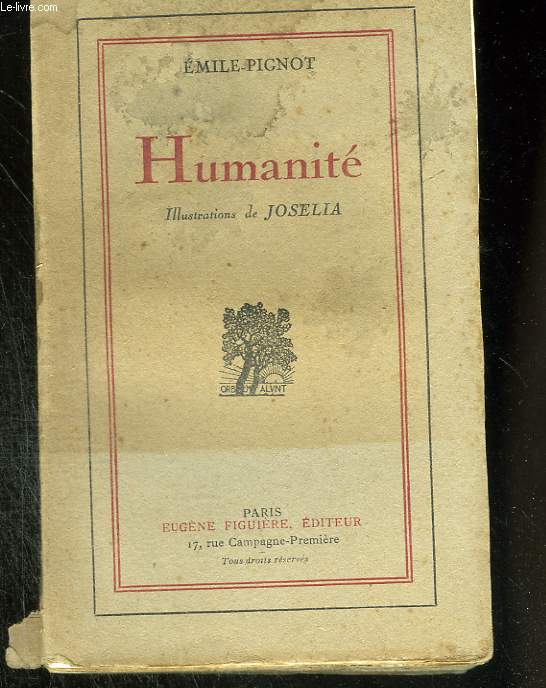 Le-livre.com
ÉMILE-PIGNOT
Humanité
Illustrations de JOSELIA
ALVNT
PARIS
EUGÈNE FIGUIÈRE, ÉDITEUR
17, rue Campagne-Première
Tous droits réservés